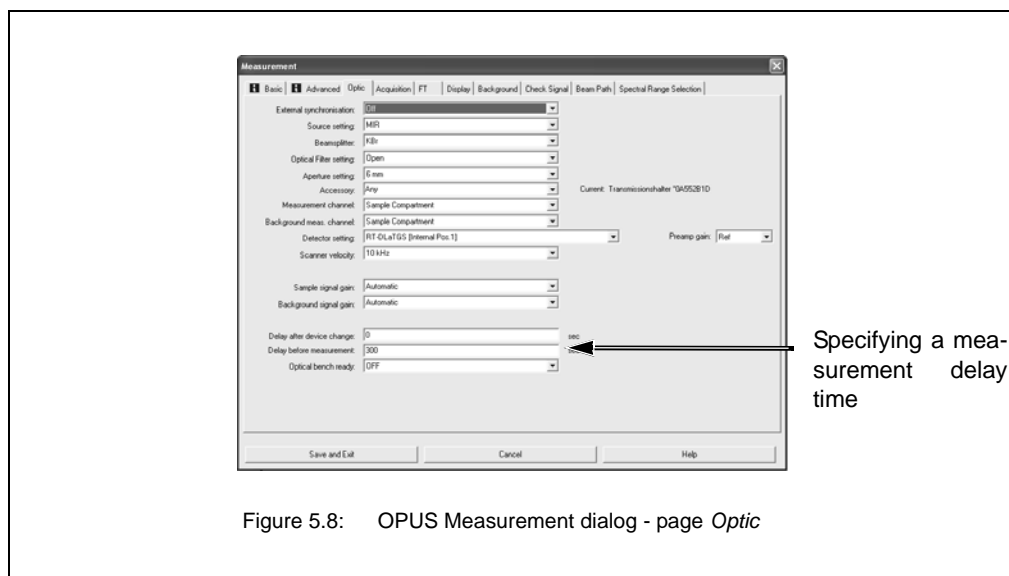 Measurement
Basic Advanced Optic Acquisition FT Display Background Check Signal Beam Path Spectral Range Selection
External synchronisation: Off
Source setting: MIR
Beamsplitter: KBr
Optical Filter setting: Open
Aperture setting: 6 mm
Accessory: Any Current: Transmissionshalter
Measurement channel: Sample Compartment
Background meas. channel: Sample Compartment
Detector setting: RT-DLaTGS [Internal Pos.1] Preamp gain: Ref
Scanner velocity: 10 kHz
Sample signal gain: Automatic
Background signal gain: Automatic
Delay after device change: 0 sec
Delay before measurement: 300
Optical bench ready: OFF
Save and Exit Cancel Help
Specifying a mea-
surement delay
time
Figure 5.8: OPUS Measurement dialog - page Optic